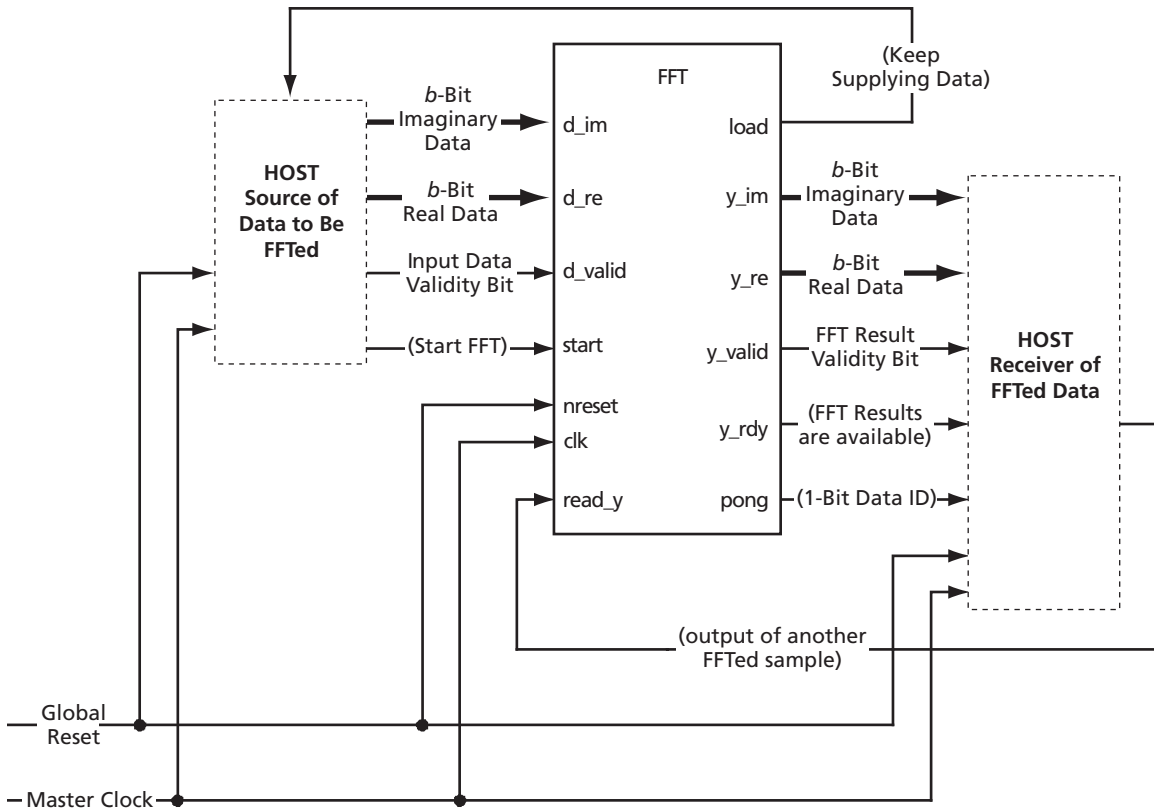 (Keep
Supplying Data)
FFT
b-Bit
Imaginary
Data
d_im
load
HOST
Source of
Data to Be
FFTed
b-Bit
Real Data
d_re
y_im
b-Bit
Imaginary
Data
Input Data
Validity Bit
d_valid
y_re
b-Bit
Real Data
(Start FFT)
start
y_valid
FFT Result
Validity Bit
HOST
Receiver of
FFTed Data
nreset
clk
y_rdy
(FFT Results
are available)
read_y
pong
(1-Bit Data ID)
(output of another
FFTed sample)
Global
Reset
Master Clock